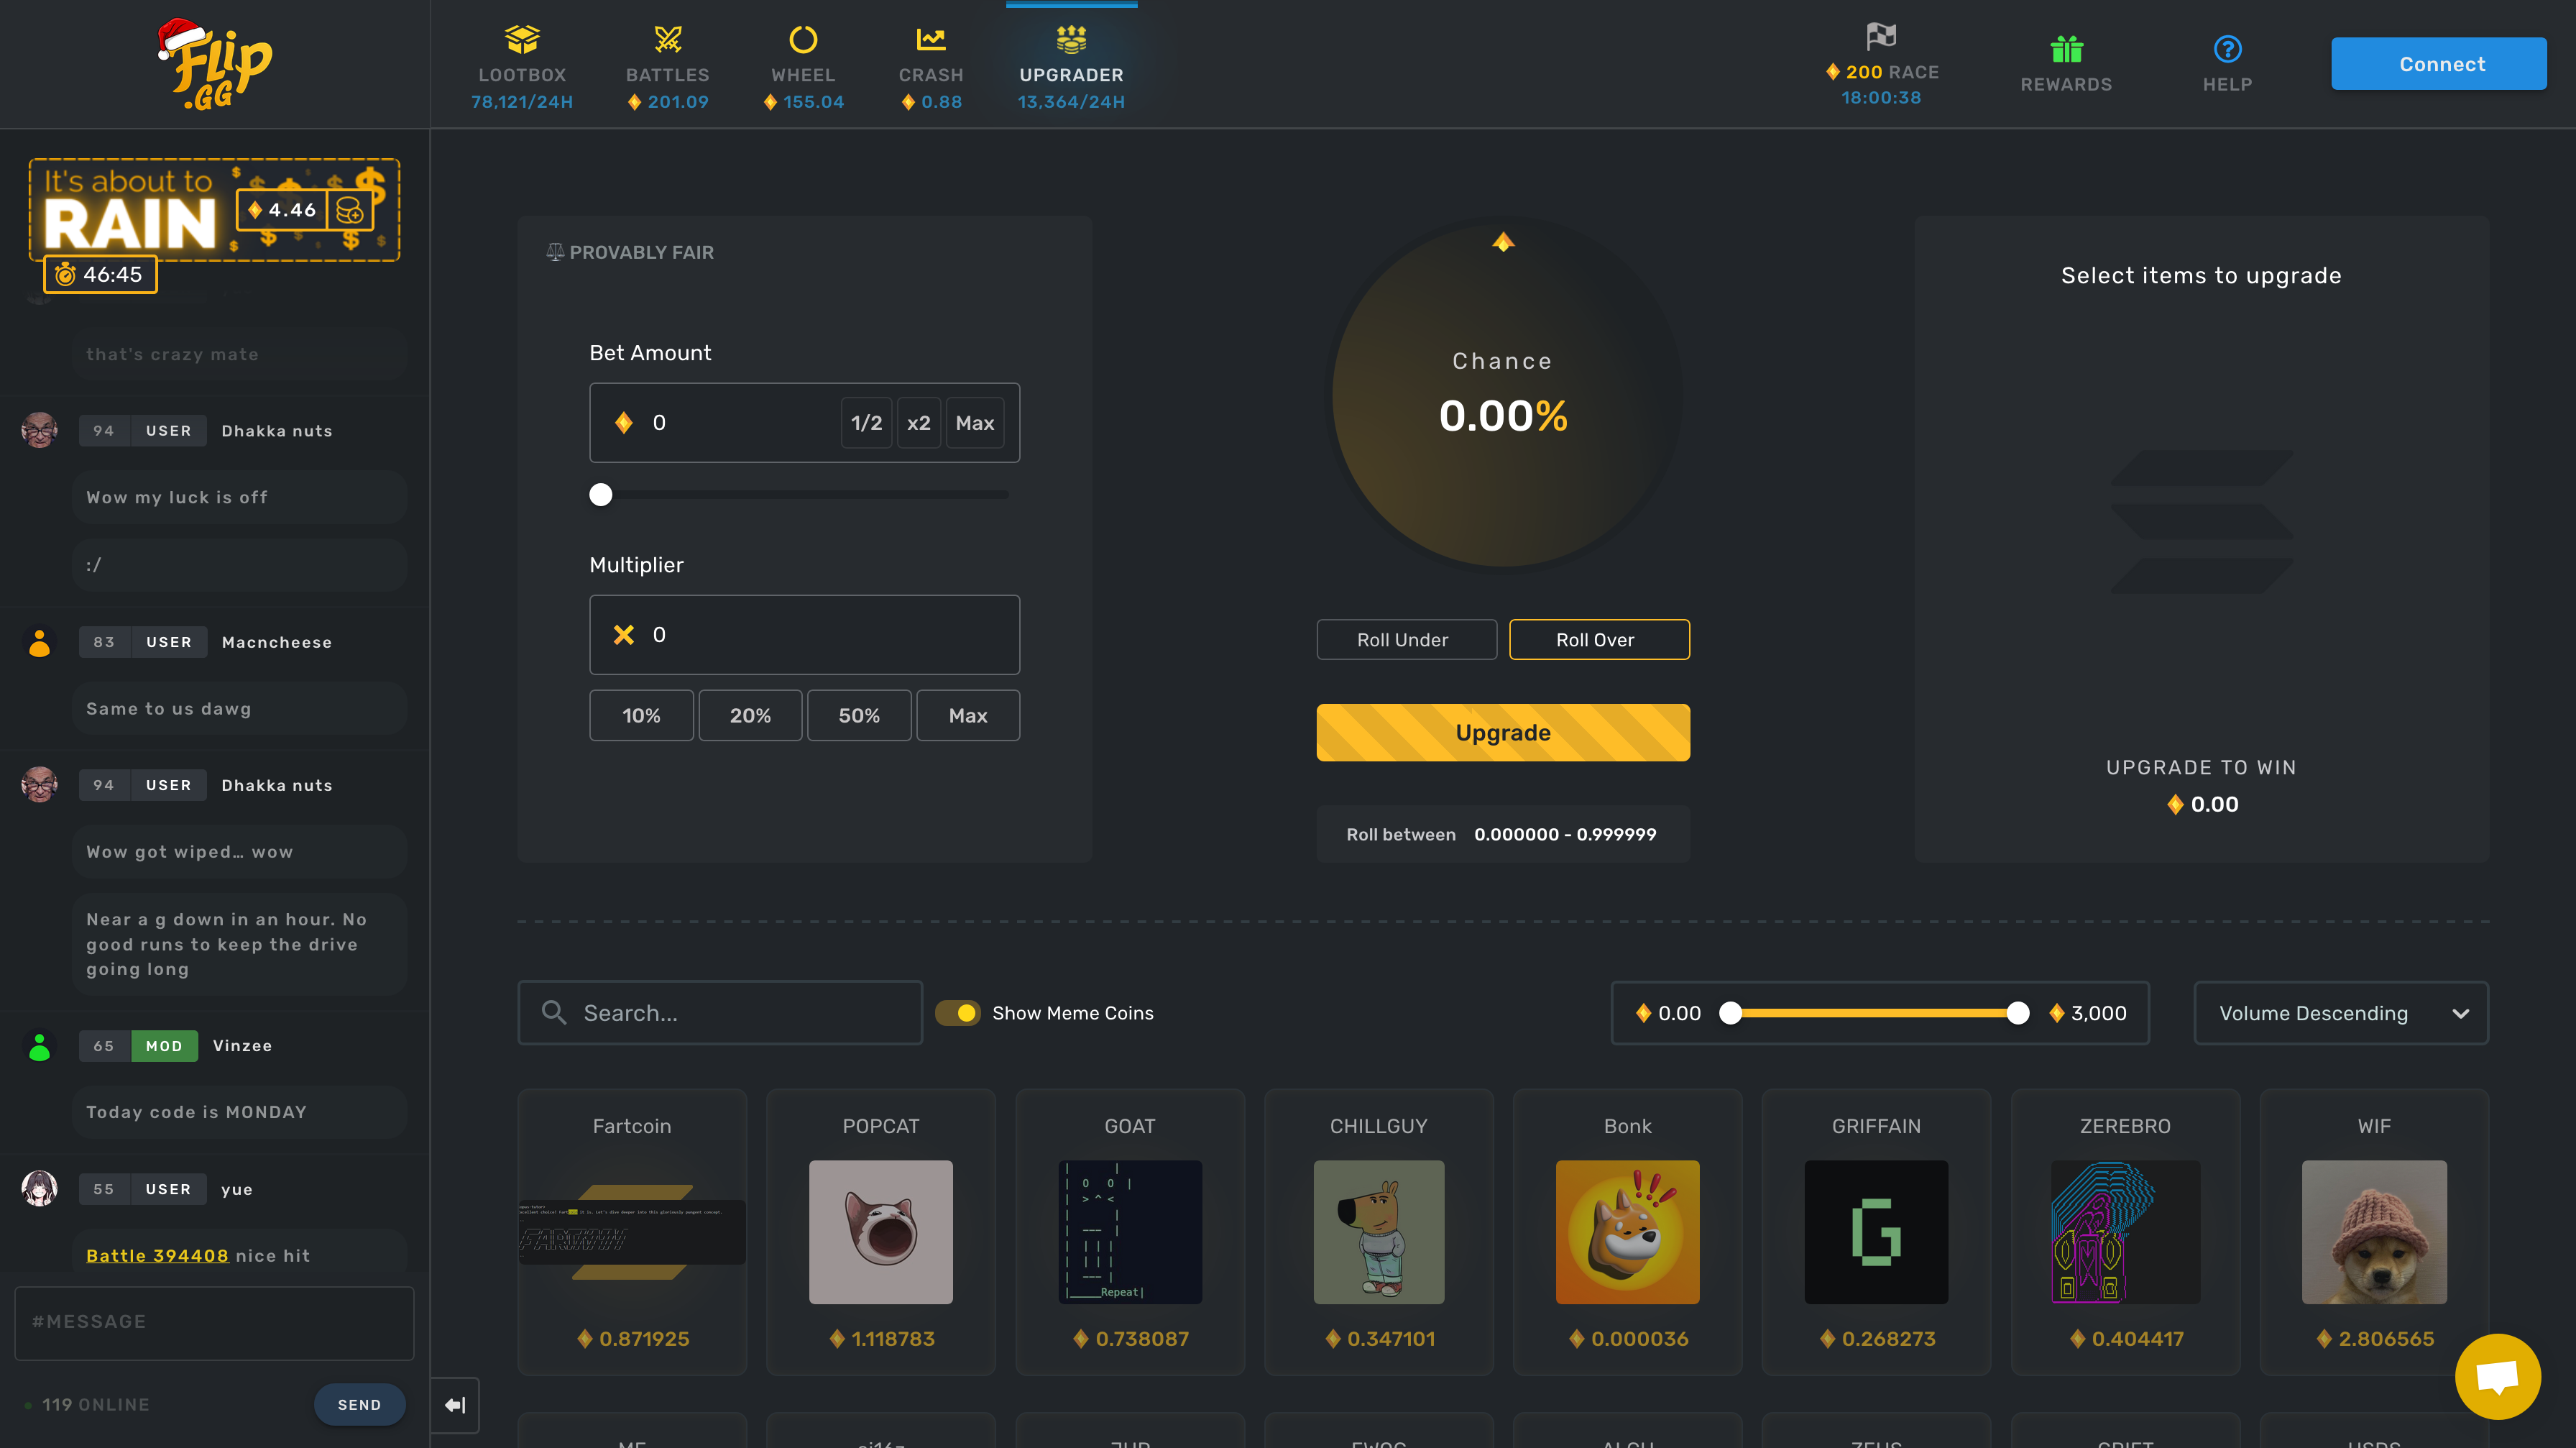 Flip
.GG
LOOTBOX
78,121/24H
BATTLES
201.09
WHEEL
155.04
CRASH
0.88
UPGRADER
13,364/24H
200 RACE
18:00:38
REWARDS
HELP
Connect
It's about to
RAIN
4.46
46:45
that's crazy mate
94 USER Dhakka nuts
Wow my luck is off
:/
83 USER Macncheese
Same to us dawg
94 USER Dhakka nuts
Wow got wiped… wow
Near a g down in an hour. No
good runs to keep the drive
going long
65 MOD Vinzee
Today code is MONDAY
55 USER yue
Battle 394408 nice hit
#MESSAGE
119 ONLINE
SEND
PROVABLY FAIR
Bet Amount
0
1/2
x2
Max
Multiplier
0
10%
20%
50%
Max
Chance
0.00%
Roll Under
Roll Over
Upgrade
Roll between 0.000000 - 0.999999
Select items to upgrade
UPGRADE TO WIN
0.00
Search...
Show Meme Coins
0.00
3,000
Volume Descending
Fartcoin
0.871925
POPCAT
1.118783
GOAT
Repeat
0.738087
CHILLGUY
0.347101
Bonk
0.000036
GRIFFAIN
G
0.268273
ZEREBRO
0.404417
WIF
2.806565